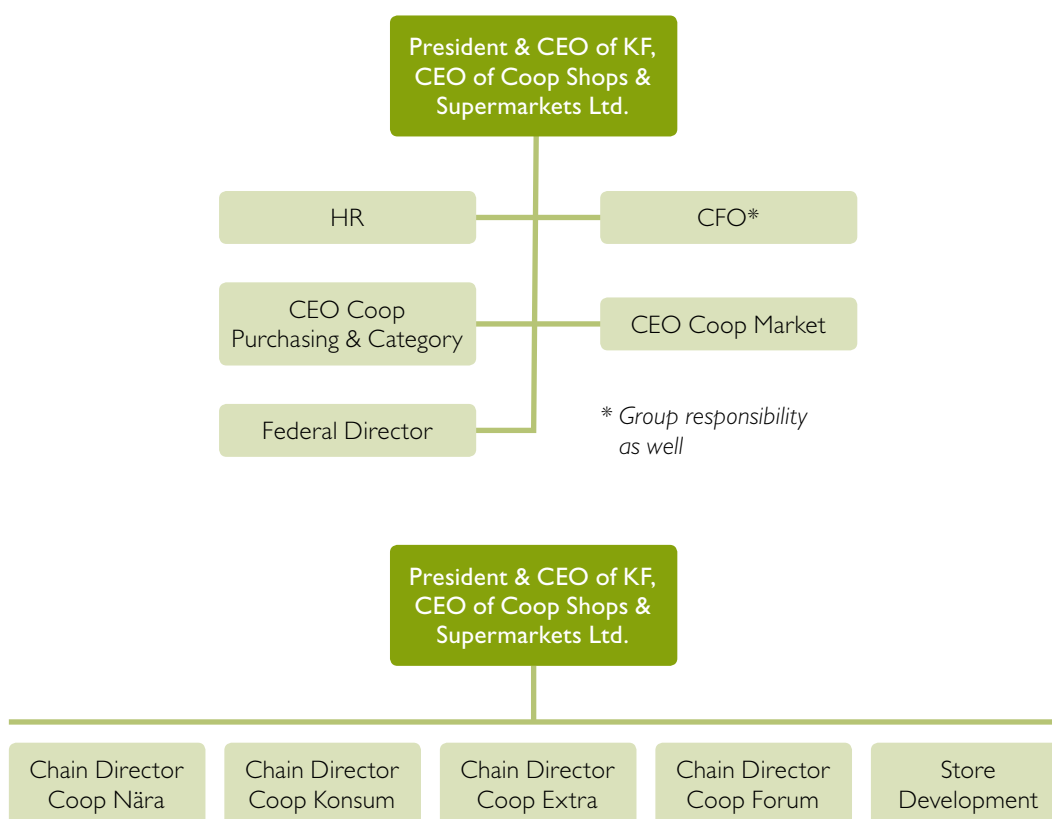 President & CEO of KF,
CEO of Coop Shops &
Supermarkets Ltd.
HR
CFO*
CEO Coop
Purchasing & Category
CEO Coop Market
Federal Director
* Group responsibility
as well
President & CEO of KF,
CEO of Coop Shops &
Supermarkets Ltd.
Chain Director
Coop Nära
Chain Director
Coop Konsum
Chain Director
Coop Extra
Chain Director
Coop Forum
Store
Development